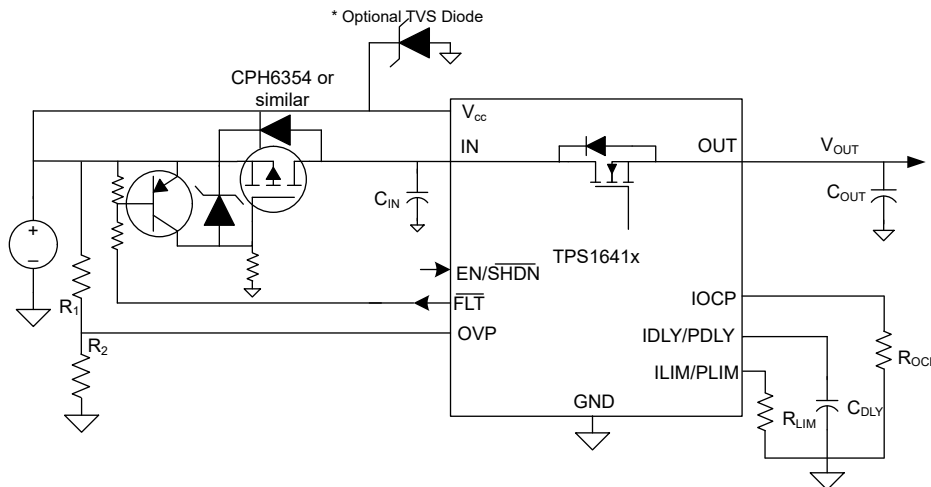 * Optional TVS Diode
CPH6354 or
similar
Vcc
IN
OUT
VOUT
CIN
COUT
TPS1641x
+
–
EN/SHDN
FLT
IOCP
R1
OVP
IDLY/PDLY
R2
ROCP
ILIM/PLIM
RLIM
CDLY
GND